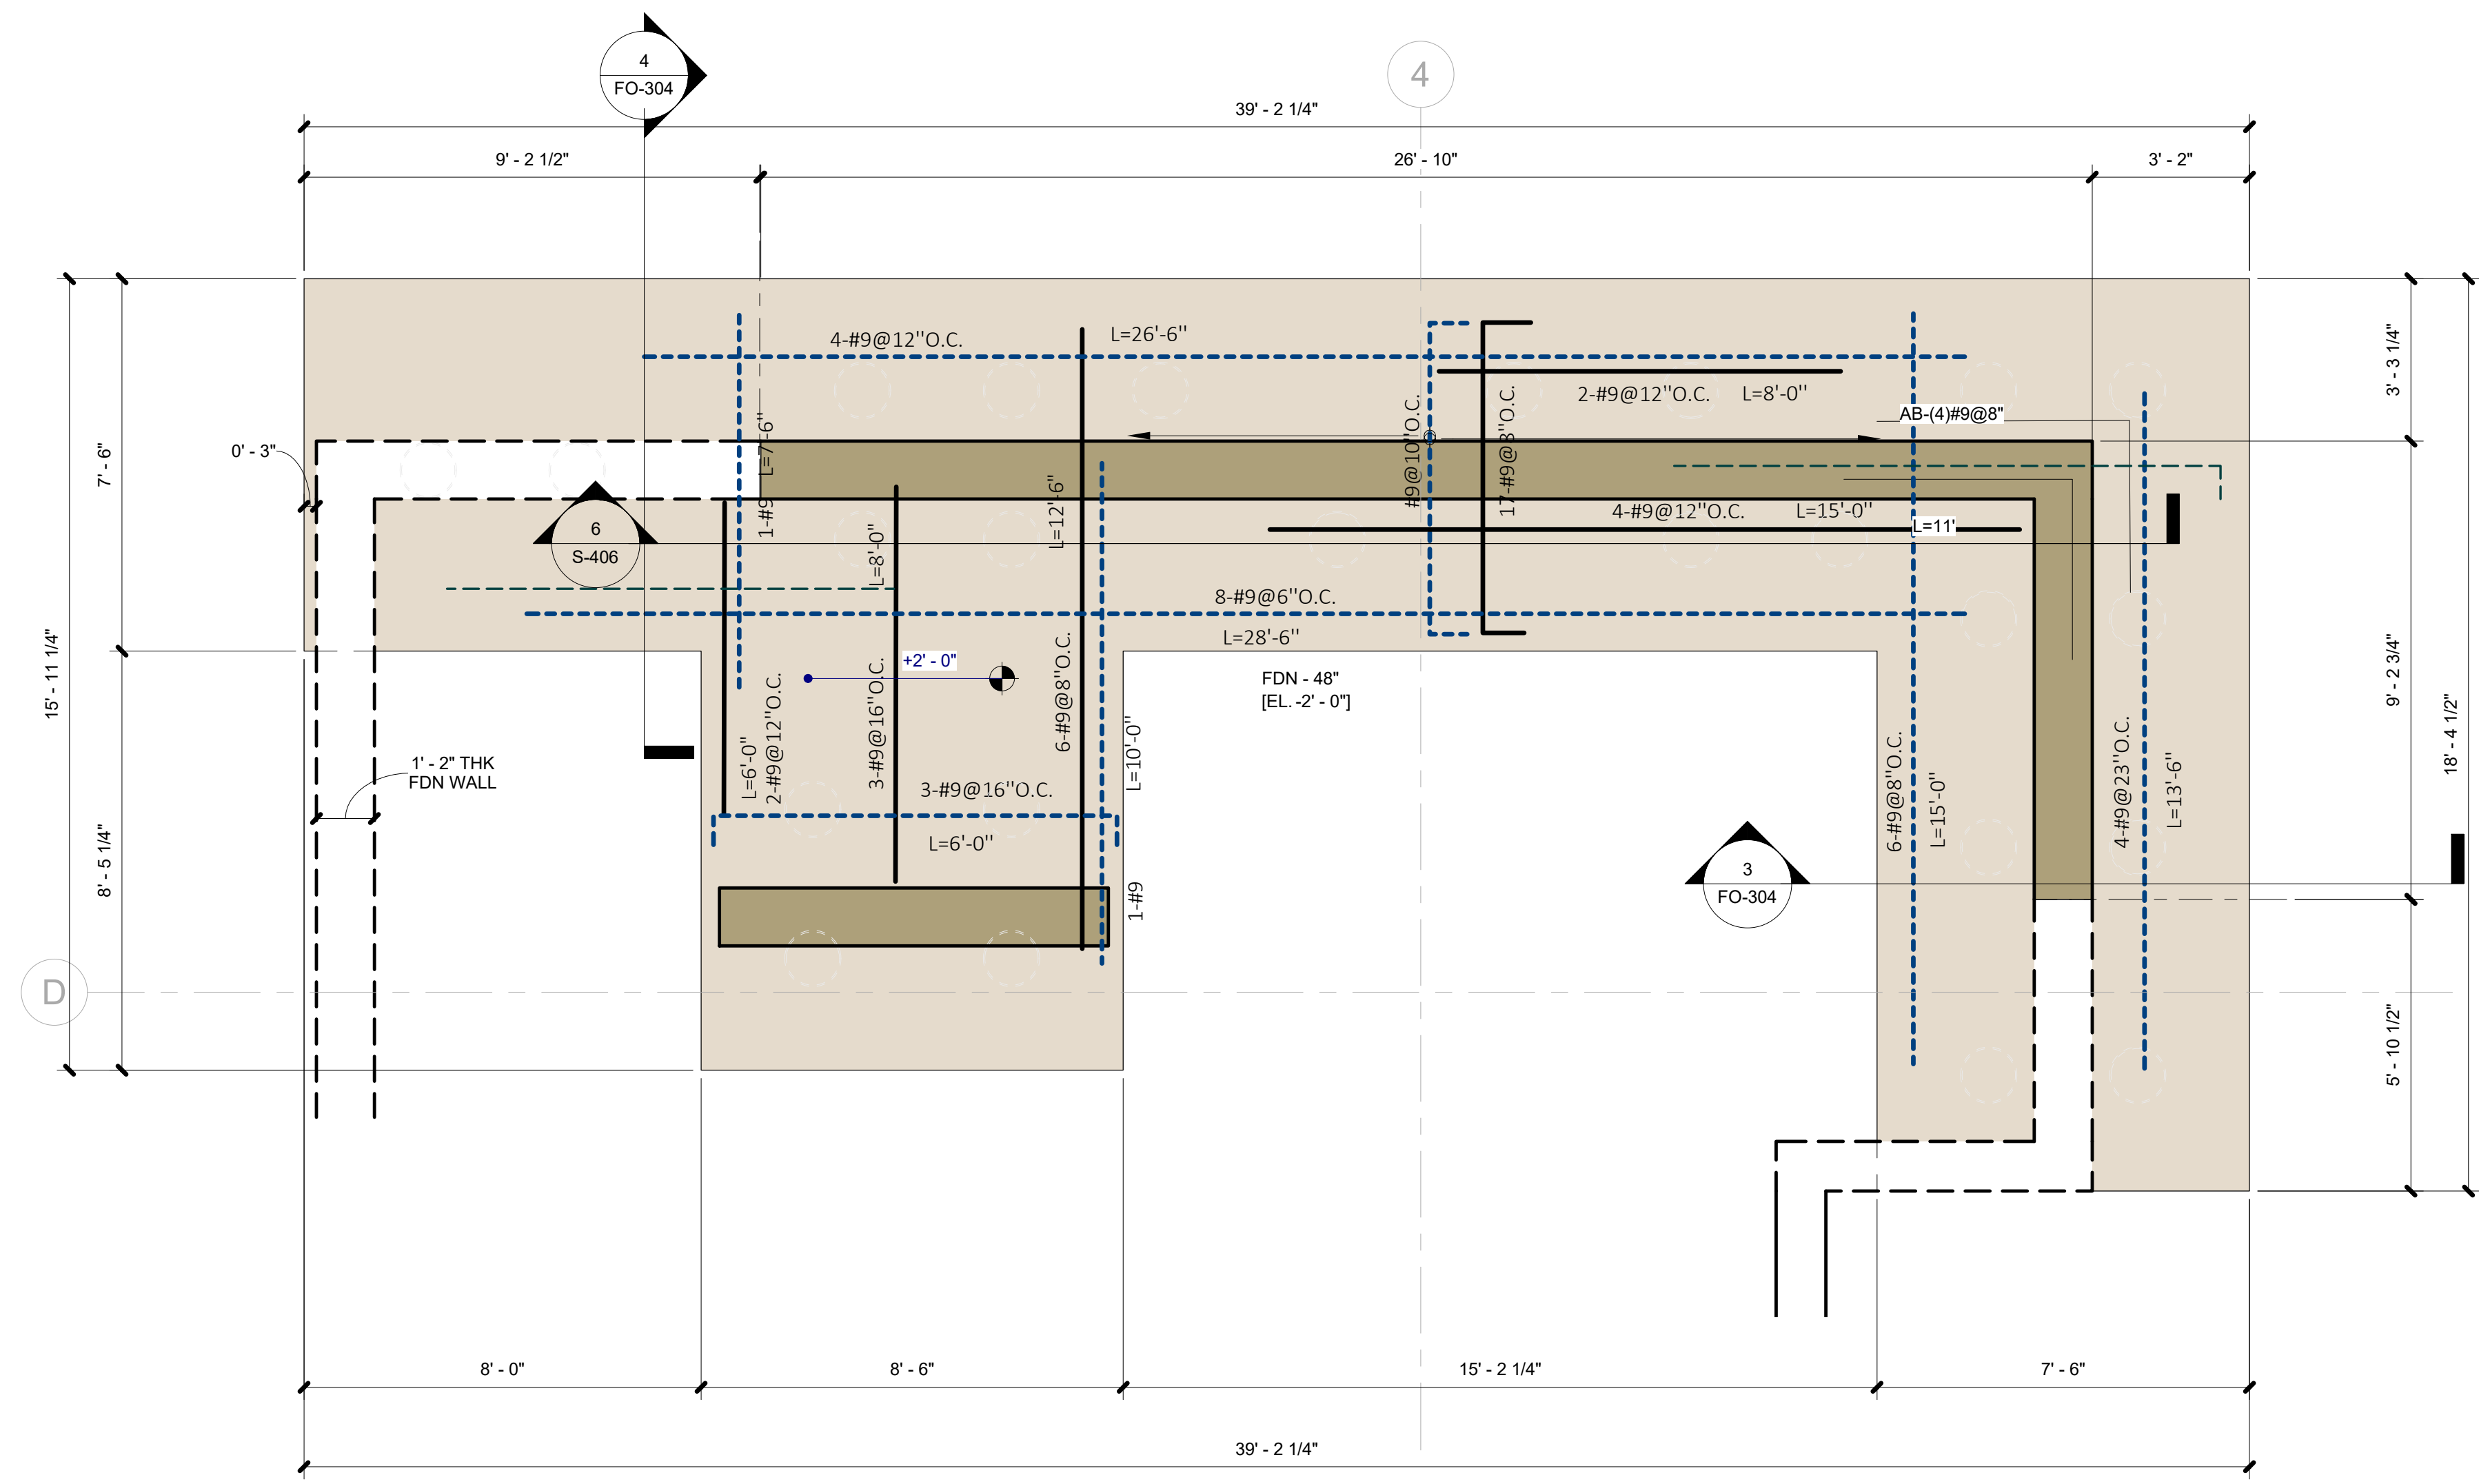 4
FO-304
4
39' - 2 1/4"
9' - 2 1/2"
26' - 10"
3' - 2"
4-#9@12"O.C.
L=26'-6"
2-#9@12"O.C.
L=8'-0"
AB-(4)#9@8"
3' - 3 1/4"
7' - 6"
0' - 3"
1-#9
L=7'-6"
L=12'-6"
#9@10"O.C.
17-#9@8"O.C.
4-#9@12"O.C.
L=15'-0"
L=11'
6
S-406
L=8'-0"
8-#9@6"O.C.
L=28'-6"
+2' - 0"
FDN - 48"
[EL. -2' - 0"]
15' - 11 1/4"
9' - 2 3/4"
18' - 4 1/2"
1' - 2" THK
FDN WALL
L=6'-0"
2-#9@12"O.C.
3-#9@16"O.C.
6-#9@8"O.C.
L=10'-0"
3-#9@16"O.C.
L=6'-0"
6-#9@8"O.C.
L=15'-0"
4-#9@23"O.C.
L=13'-6"
8' - 5 1/4"
3
FO-304
1-#9
D
5' - 10 1/2"
8' - 0"
8' - 6"
15' - 2 1/4"
7' - 6"
39' - 2 1/4"